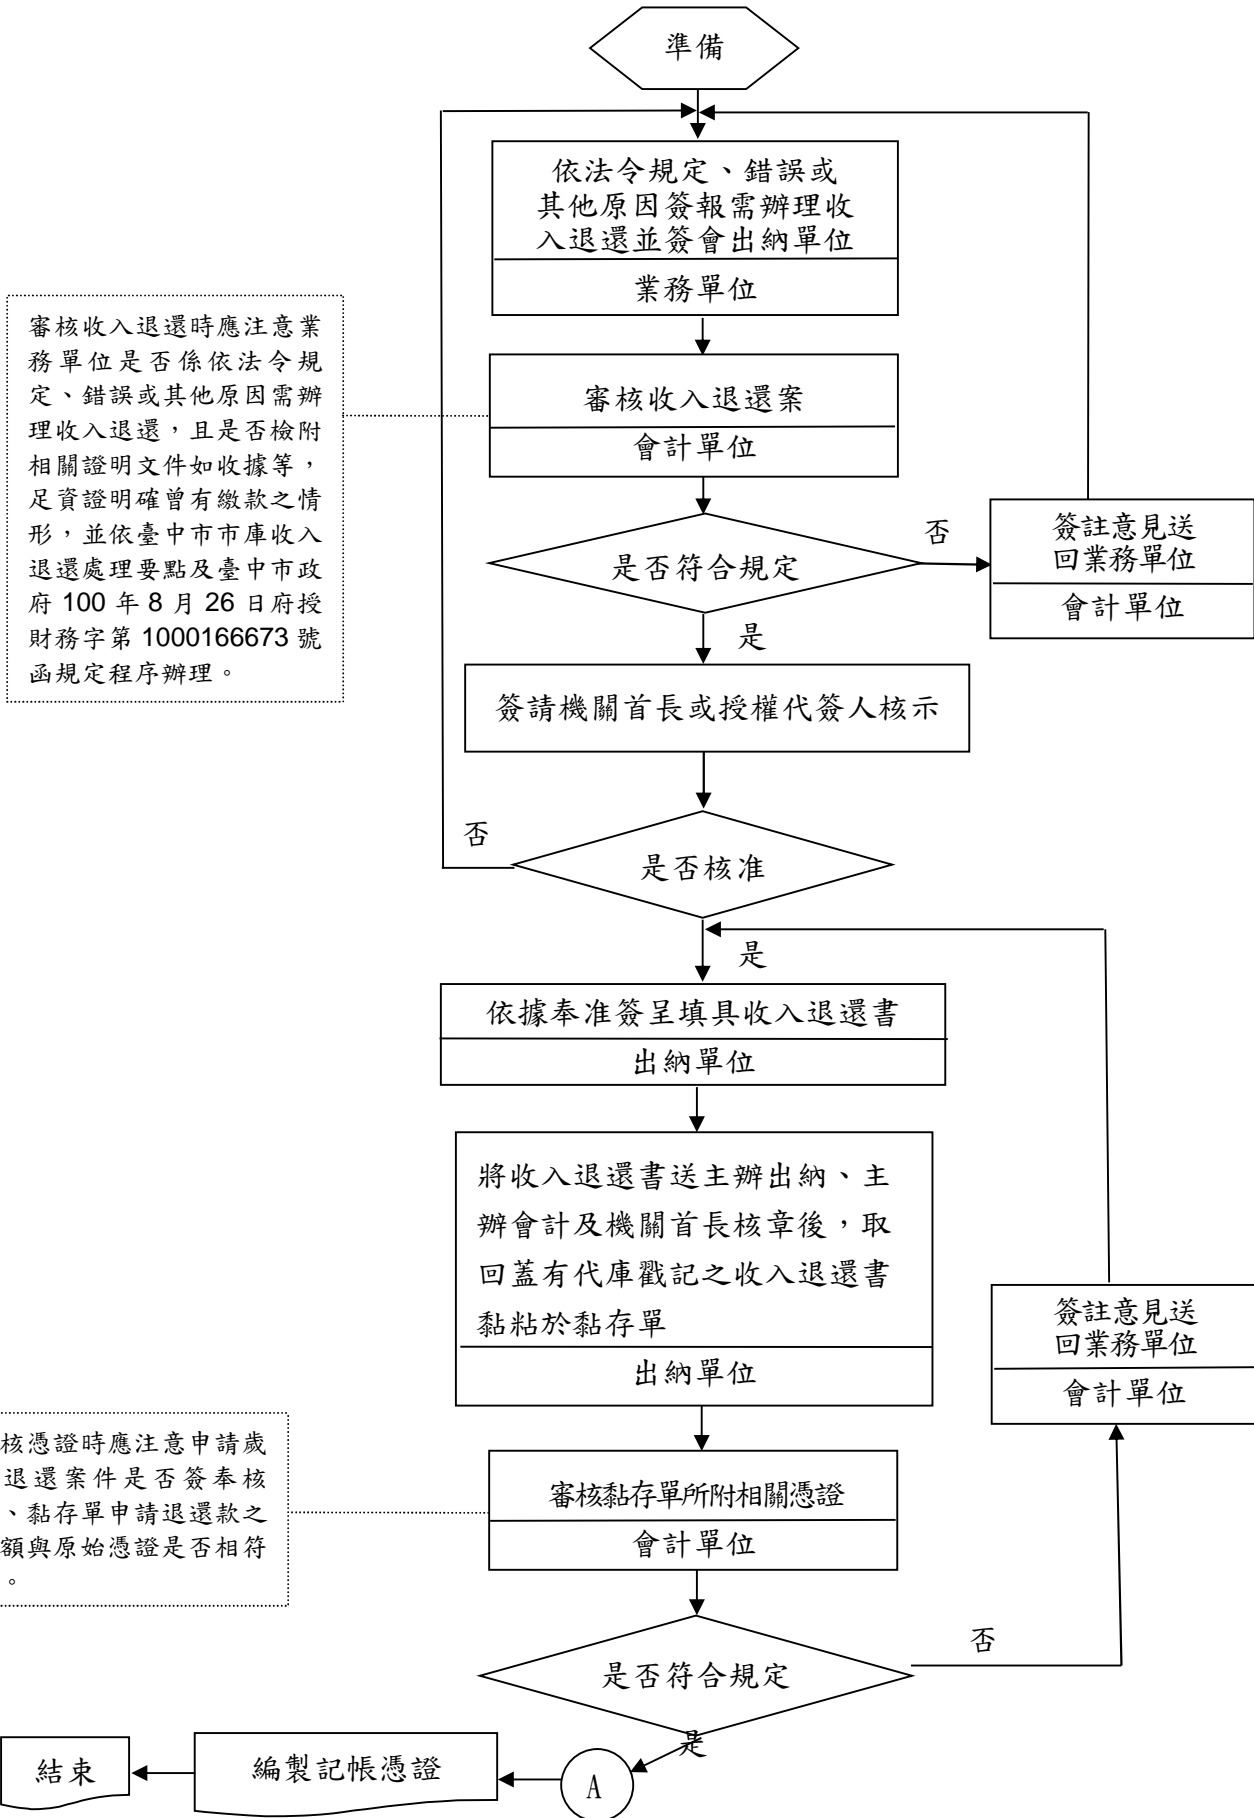 準備
依法令規定、錯誤或
其他原因簽報需辦理收
入退還並簽會出納單位
業務單位
審核收入退還時應注意業
務單位是否係依法令規
定、錯誤或其他原因需辦
理收入退還，且是否檢附
相關證明文件如收據等，
足資證明確曾有繳款之情
形，並依臺中市市庫收入
退還處理要點及臺中市政
府 100 年 8 月 26 日府授
財務字第 1000166673 號
函規定程序辦理。
審核收入退還案
會計單位
是否符合規定
否
簽註意見送
回業務單位
會計單位
是
簽請機關首長或授權代簽人核示
否
是否核准
是
依據奉准簽呈填具收入退還書
出納單位
將收入退還書送主辦出納、主
辦會計及機關首長核章後，取
回蓋有代庫戳記之收入退還書
黏粘於黏存單
出納單位
簽註意見送
回業務單位
會計單位
核憑證時應注意申請歲
退還案件是否簽奉核
、黏存單申請退還款之
額與原始憑證是否相符
。
審核黏存單所附相關憑證
會計單位
是否符合規定
否
是
A
編製記帳憑證
結束